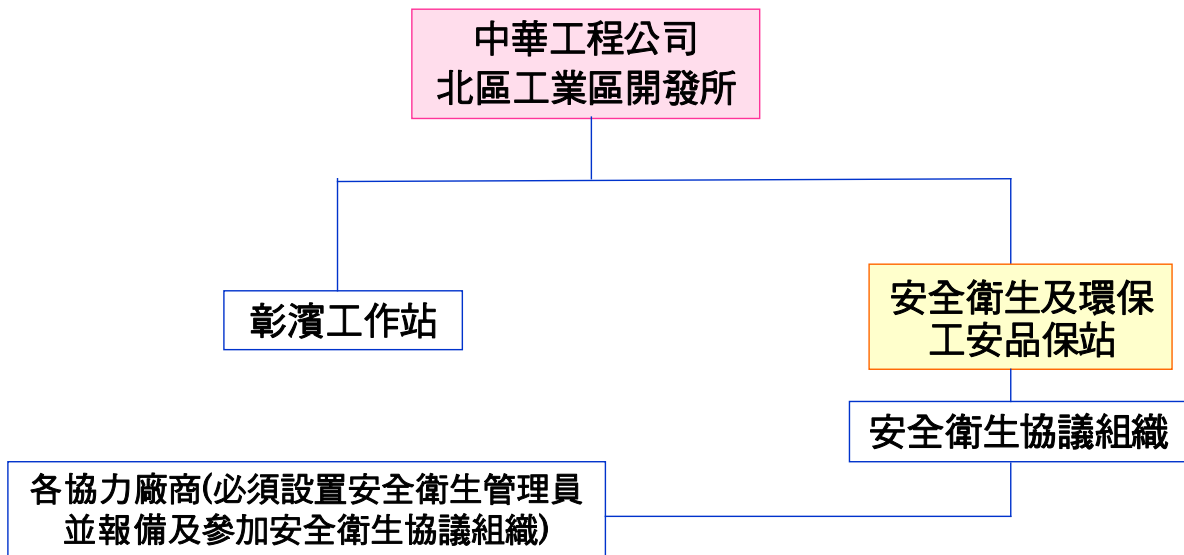 中華工程公司
北區工業區開發所
彰濱工作站
安全衛生及環保
工安品保站
安全衛生協議組織
各協力廠商(必須設置安全衛生管理員
並報備及參加安全衛生協議組織)